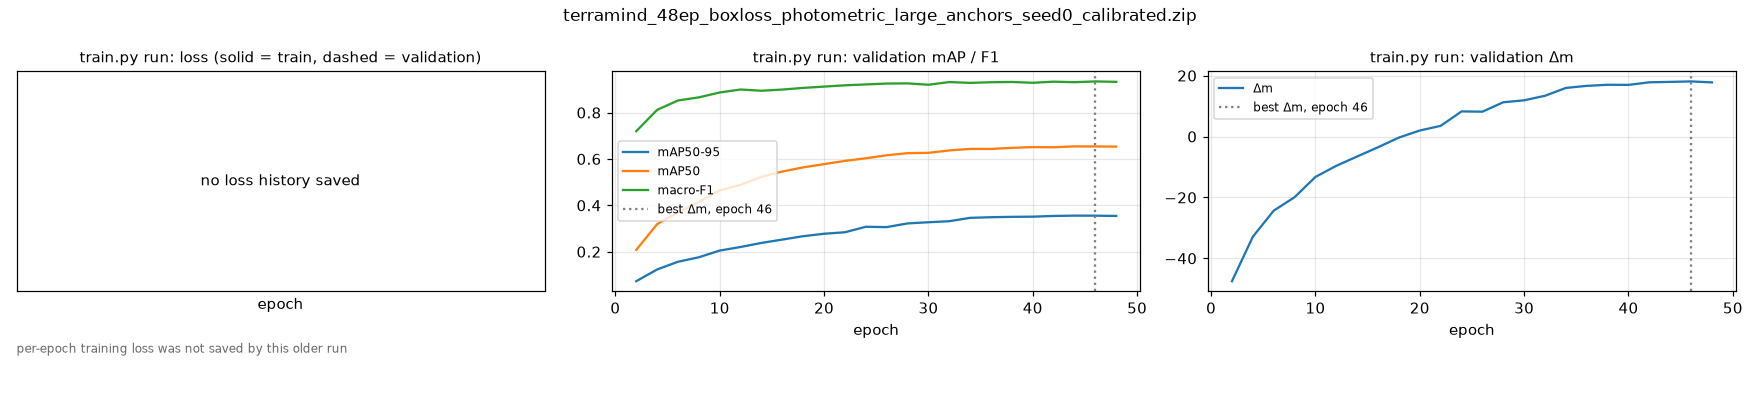 terramind_48ep_boxloss_photometric_large_anchors_seed0_calibrated.zip
train.py run: loss (solid = train, dashed = validation)
no loss history saved
epoch
per-epoch training loss was not saved by this older run
train.py run: validation mAP / F1
0.8
0.6
0.4
0.2
mAP50-95
mAP50
macro-F1
best Δm, epoch 46
0 10 20 30 40 50
epoch
train.py run: validation Δm
20
0
−20
−40
Δm
best Δm, epoch 46
0 10 20 30 40 50
epoch